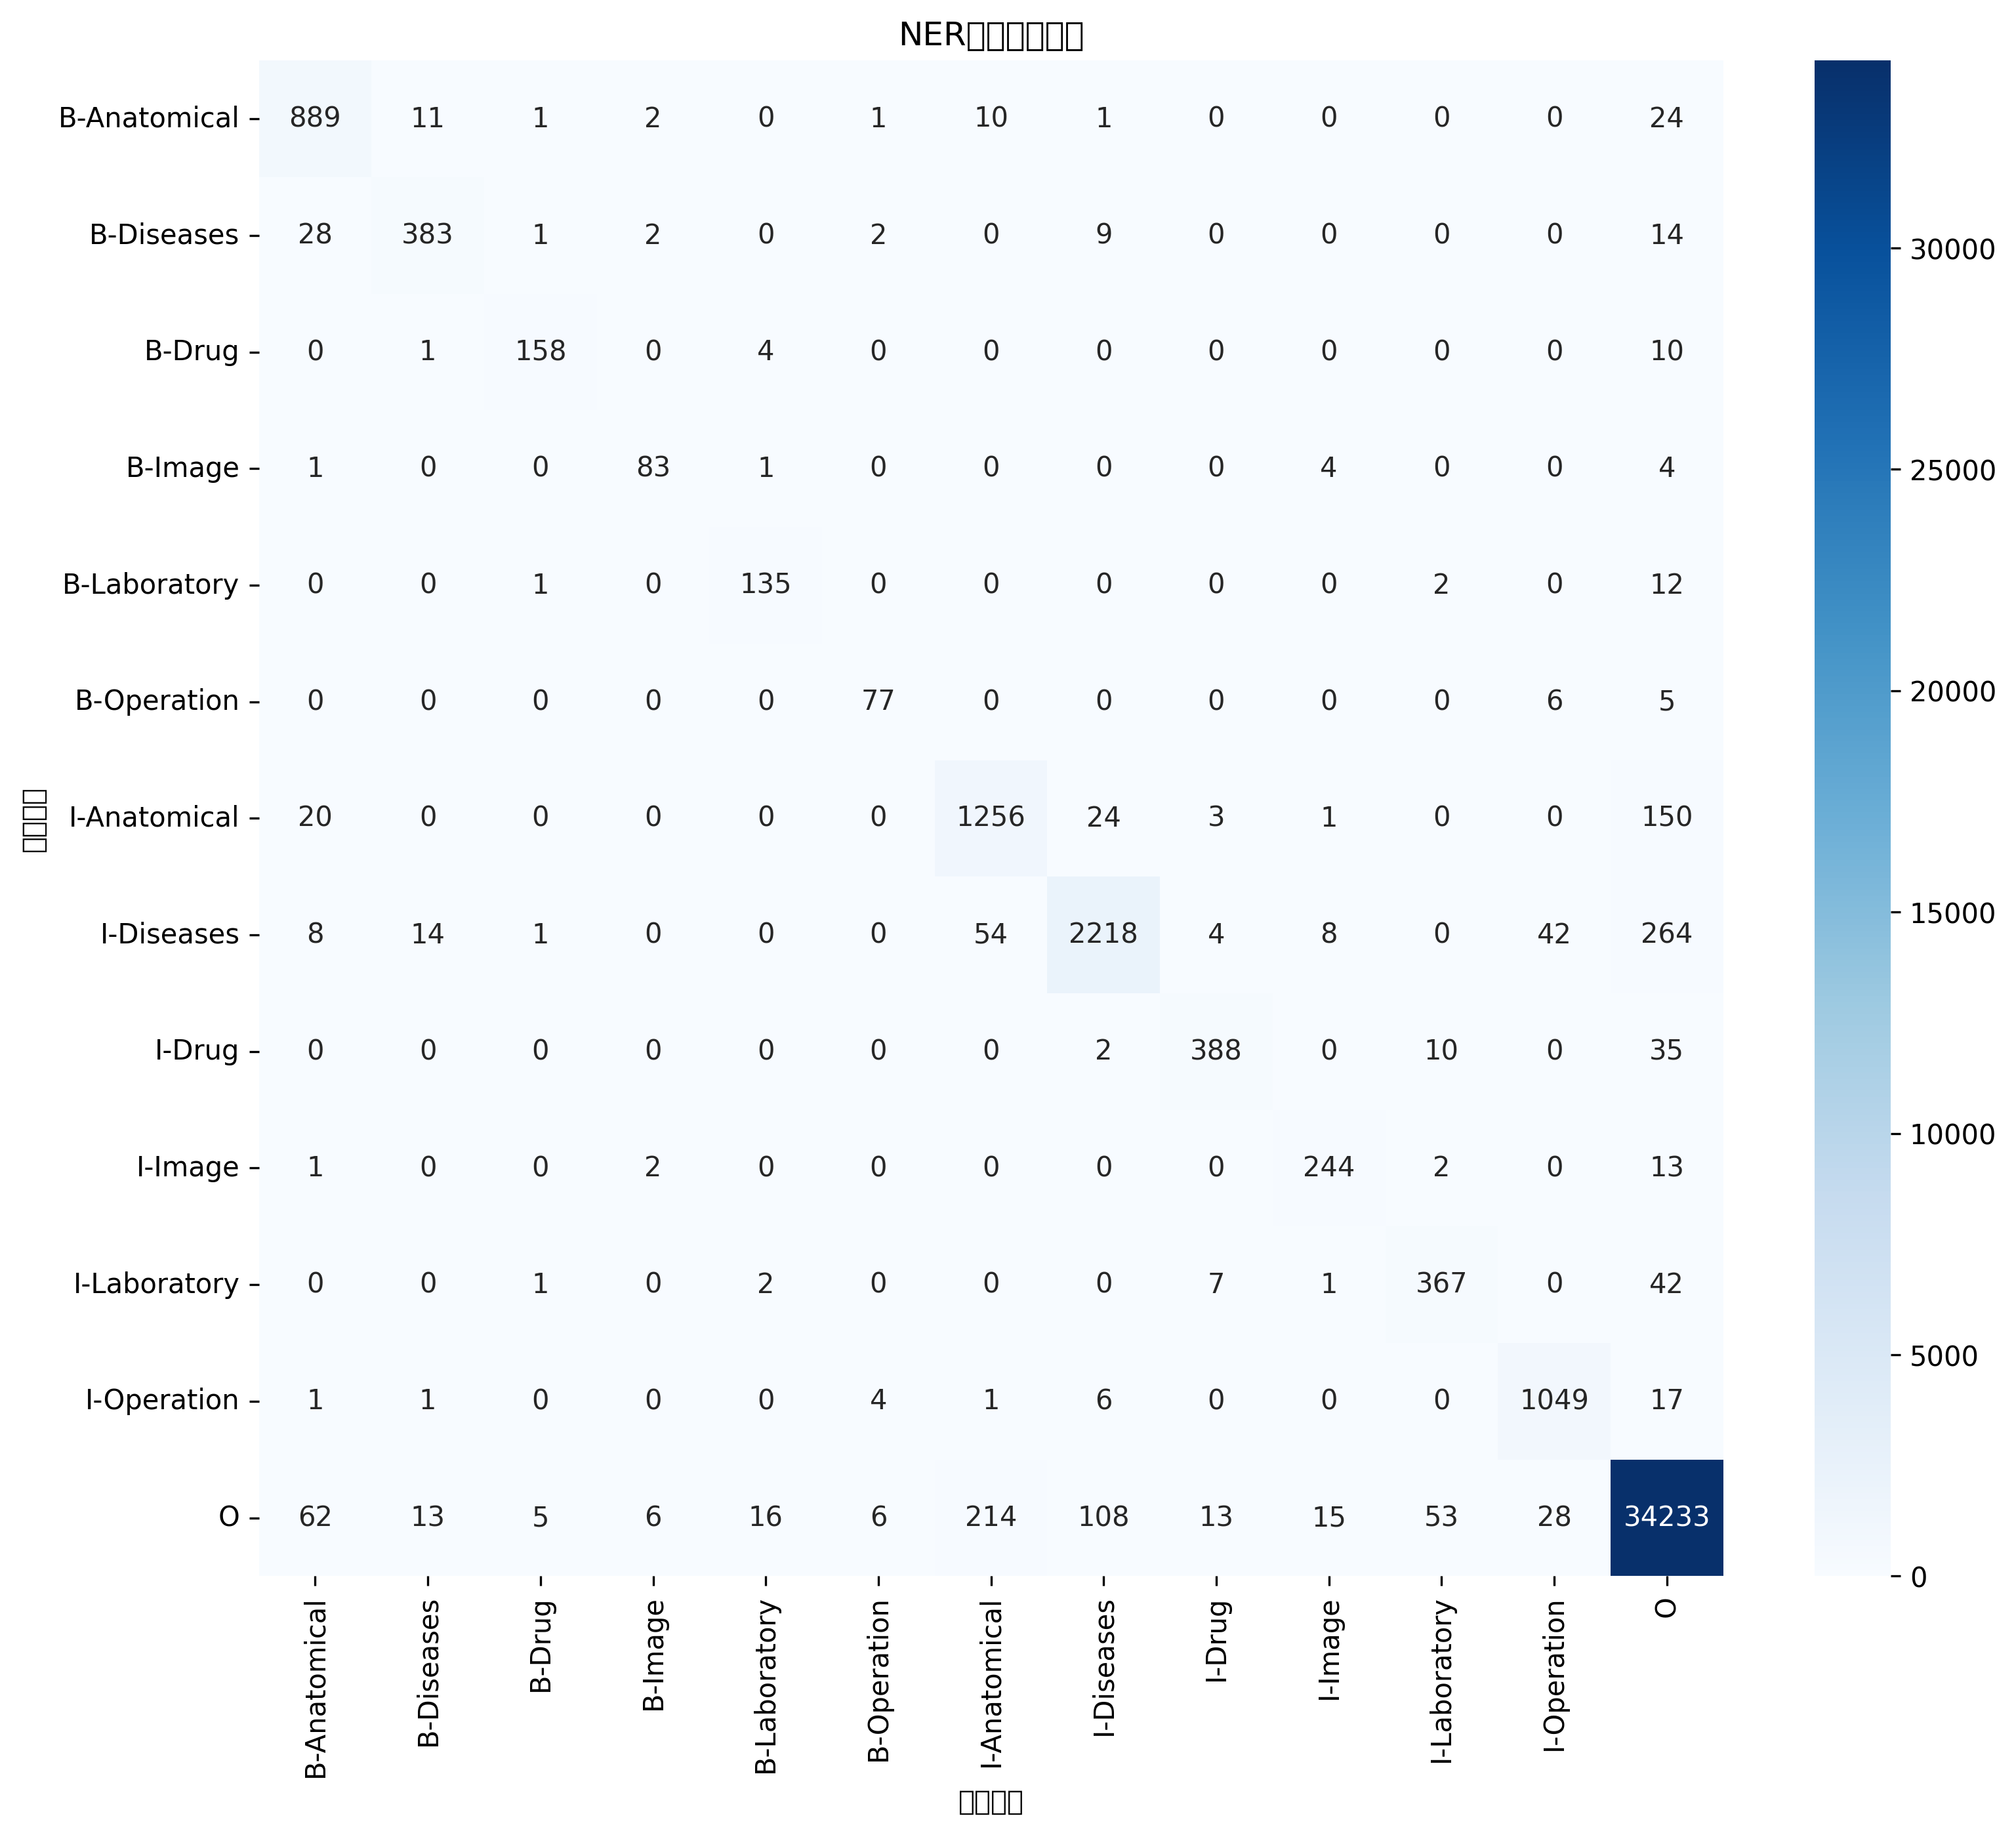 NER
B-Anatomical 889 11 1 2 0 1 10 1 0 0 0 0 24
B-Diseases 28 383 1 2 0 2 0 9 0 0 0 0 14
B-Drug 0 1 158 0 4 0 0 0 0 0 0 0 10
B-Image 1 0 0 83 1 0 0 0 0 4 0 0 4
B-Laboratory 0 0 1 0 135 0 0 0 0 0 2 0 12
B-Operation 0 0 0 0 0 77 0 0 0 0 0 6 5
I-Anatomical 20 0 0 0 0 0 1256 24 3 1 0 0 150
I-Diseases 8 14 1 0 0 0 54 2218 4 8 0 42 264
I-Drug 0 0 0 0 0 0 0 2 388 0 10 0 35
I-Image 1 0 0 2 0 0 0 0 0 244 2 0 13
I-Laboratory 0 0 1 0 2 0 0 0 7 1 367 0 42
I-Operation 1 1 0 0 0 4 1 6 0 0 0 1049 17
O 62 13 5 6 16 6 214 108 13 15 53 28 34233
B-Anatomical B-Diseases B-Drug B-Image B-Laboratory B-Operation I-Anatomical I-Diseases I-Drug I-Image I-Laboratory I-Operation O
30000
25000
20000
15000
10000
5000
0